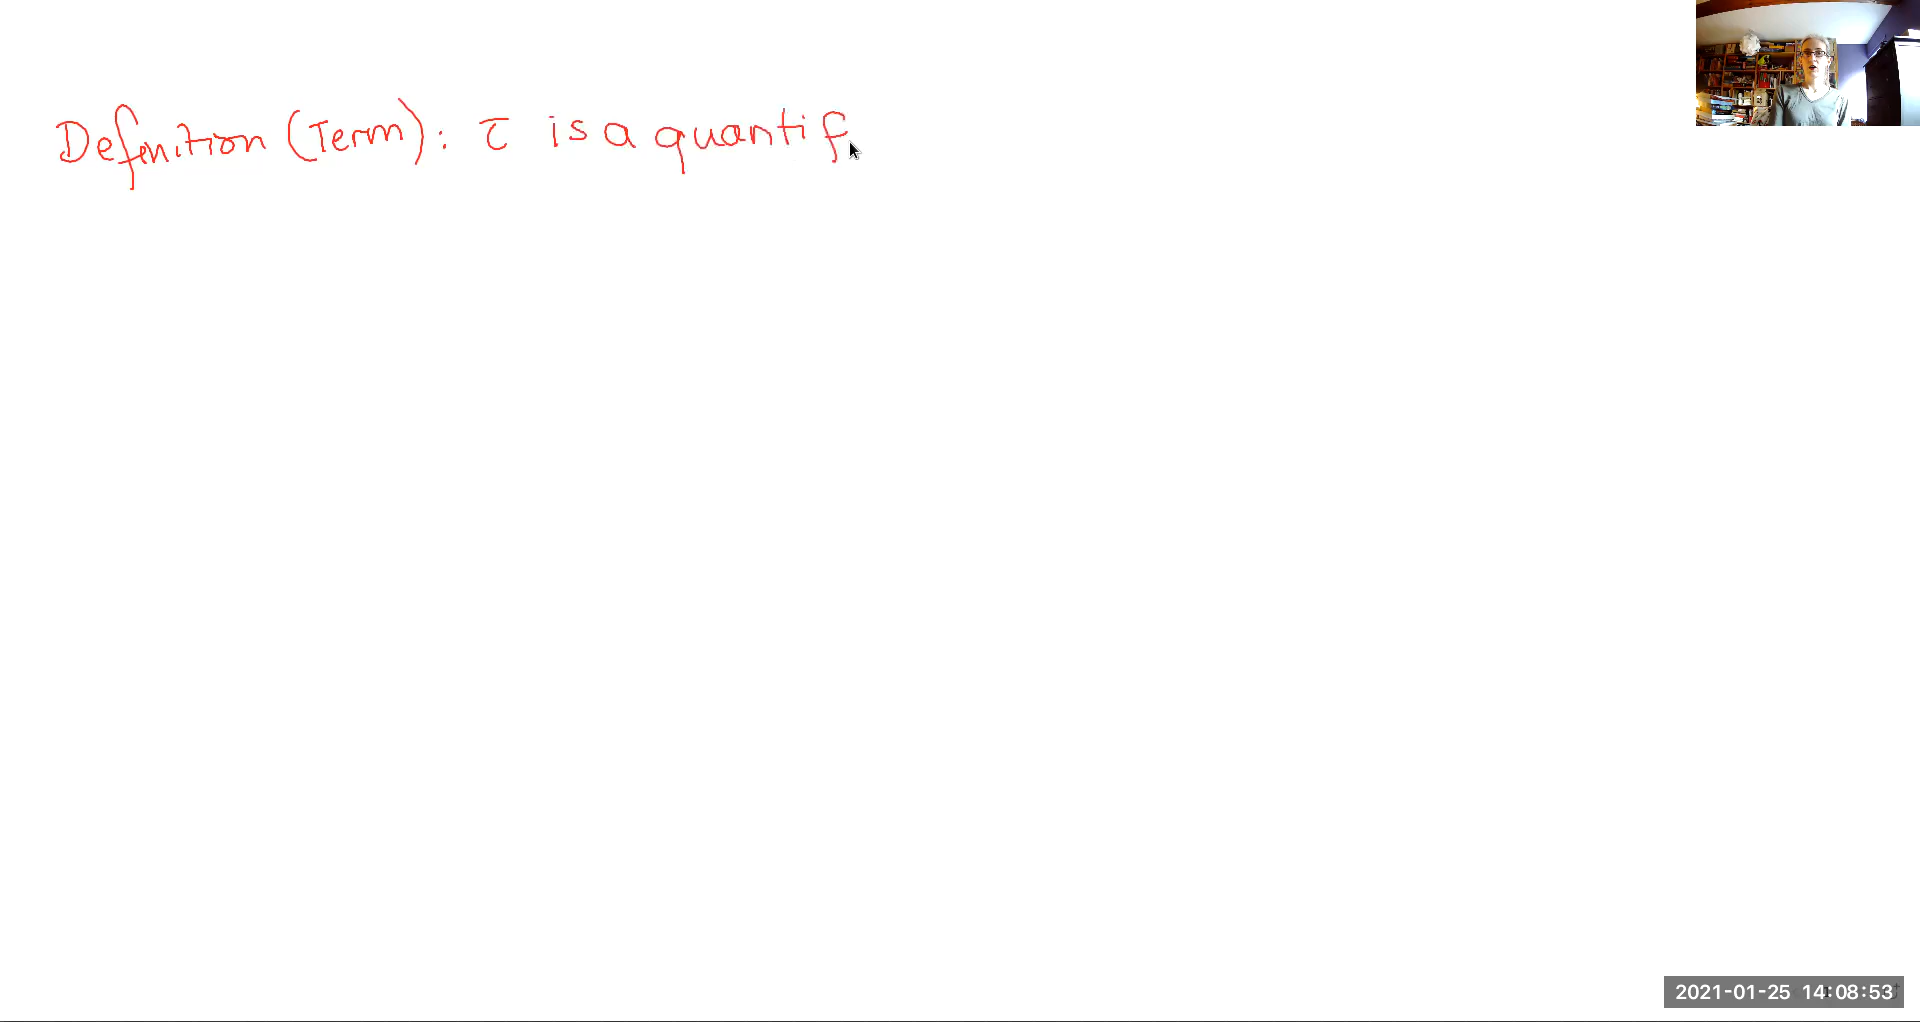 Definition (Term): τ is a quantif
2021-01-25 14:08:53